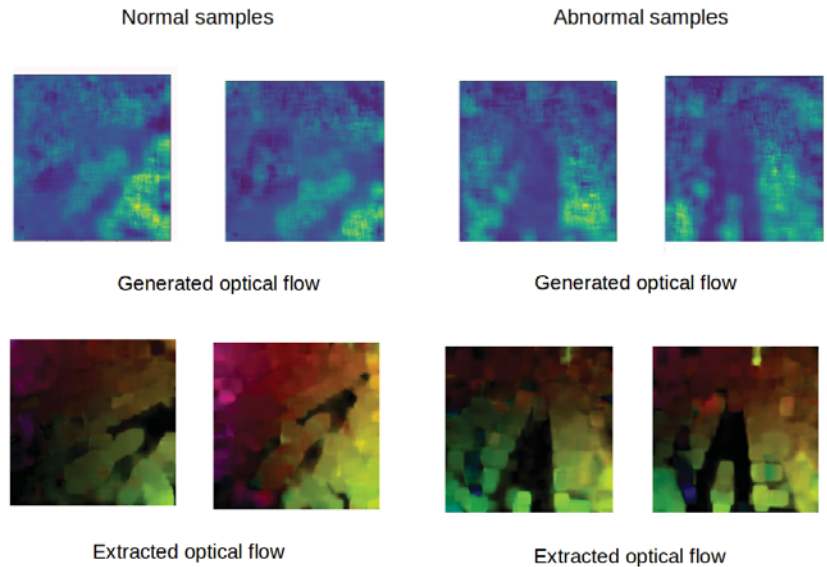 Normal samples
Abnormal samples
Generated optical flow
Generated optical flow
Extracted optical flow
Extracted optical flow